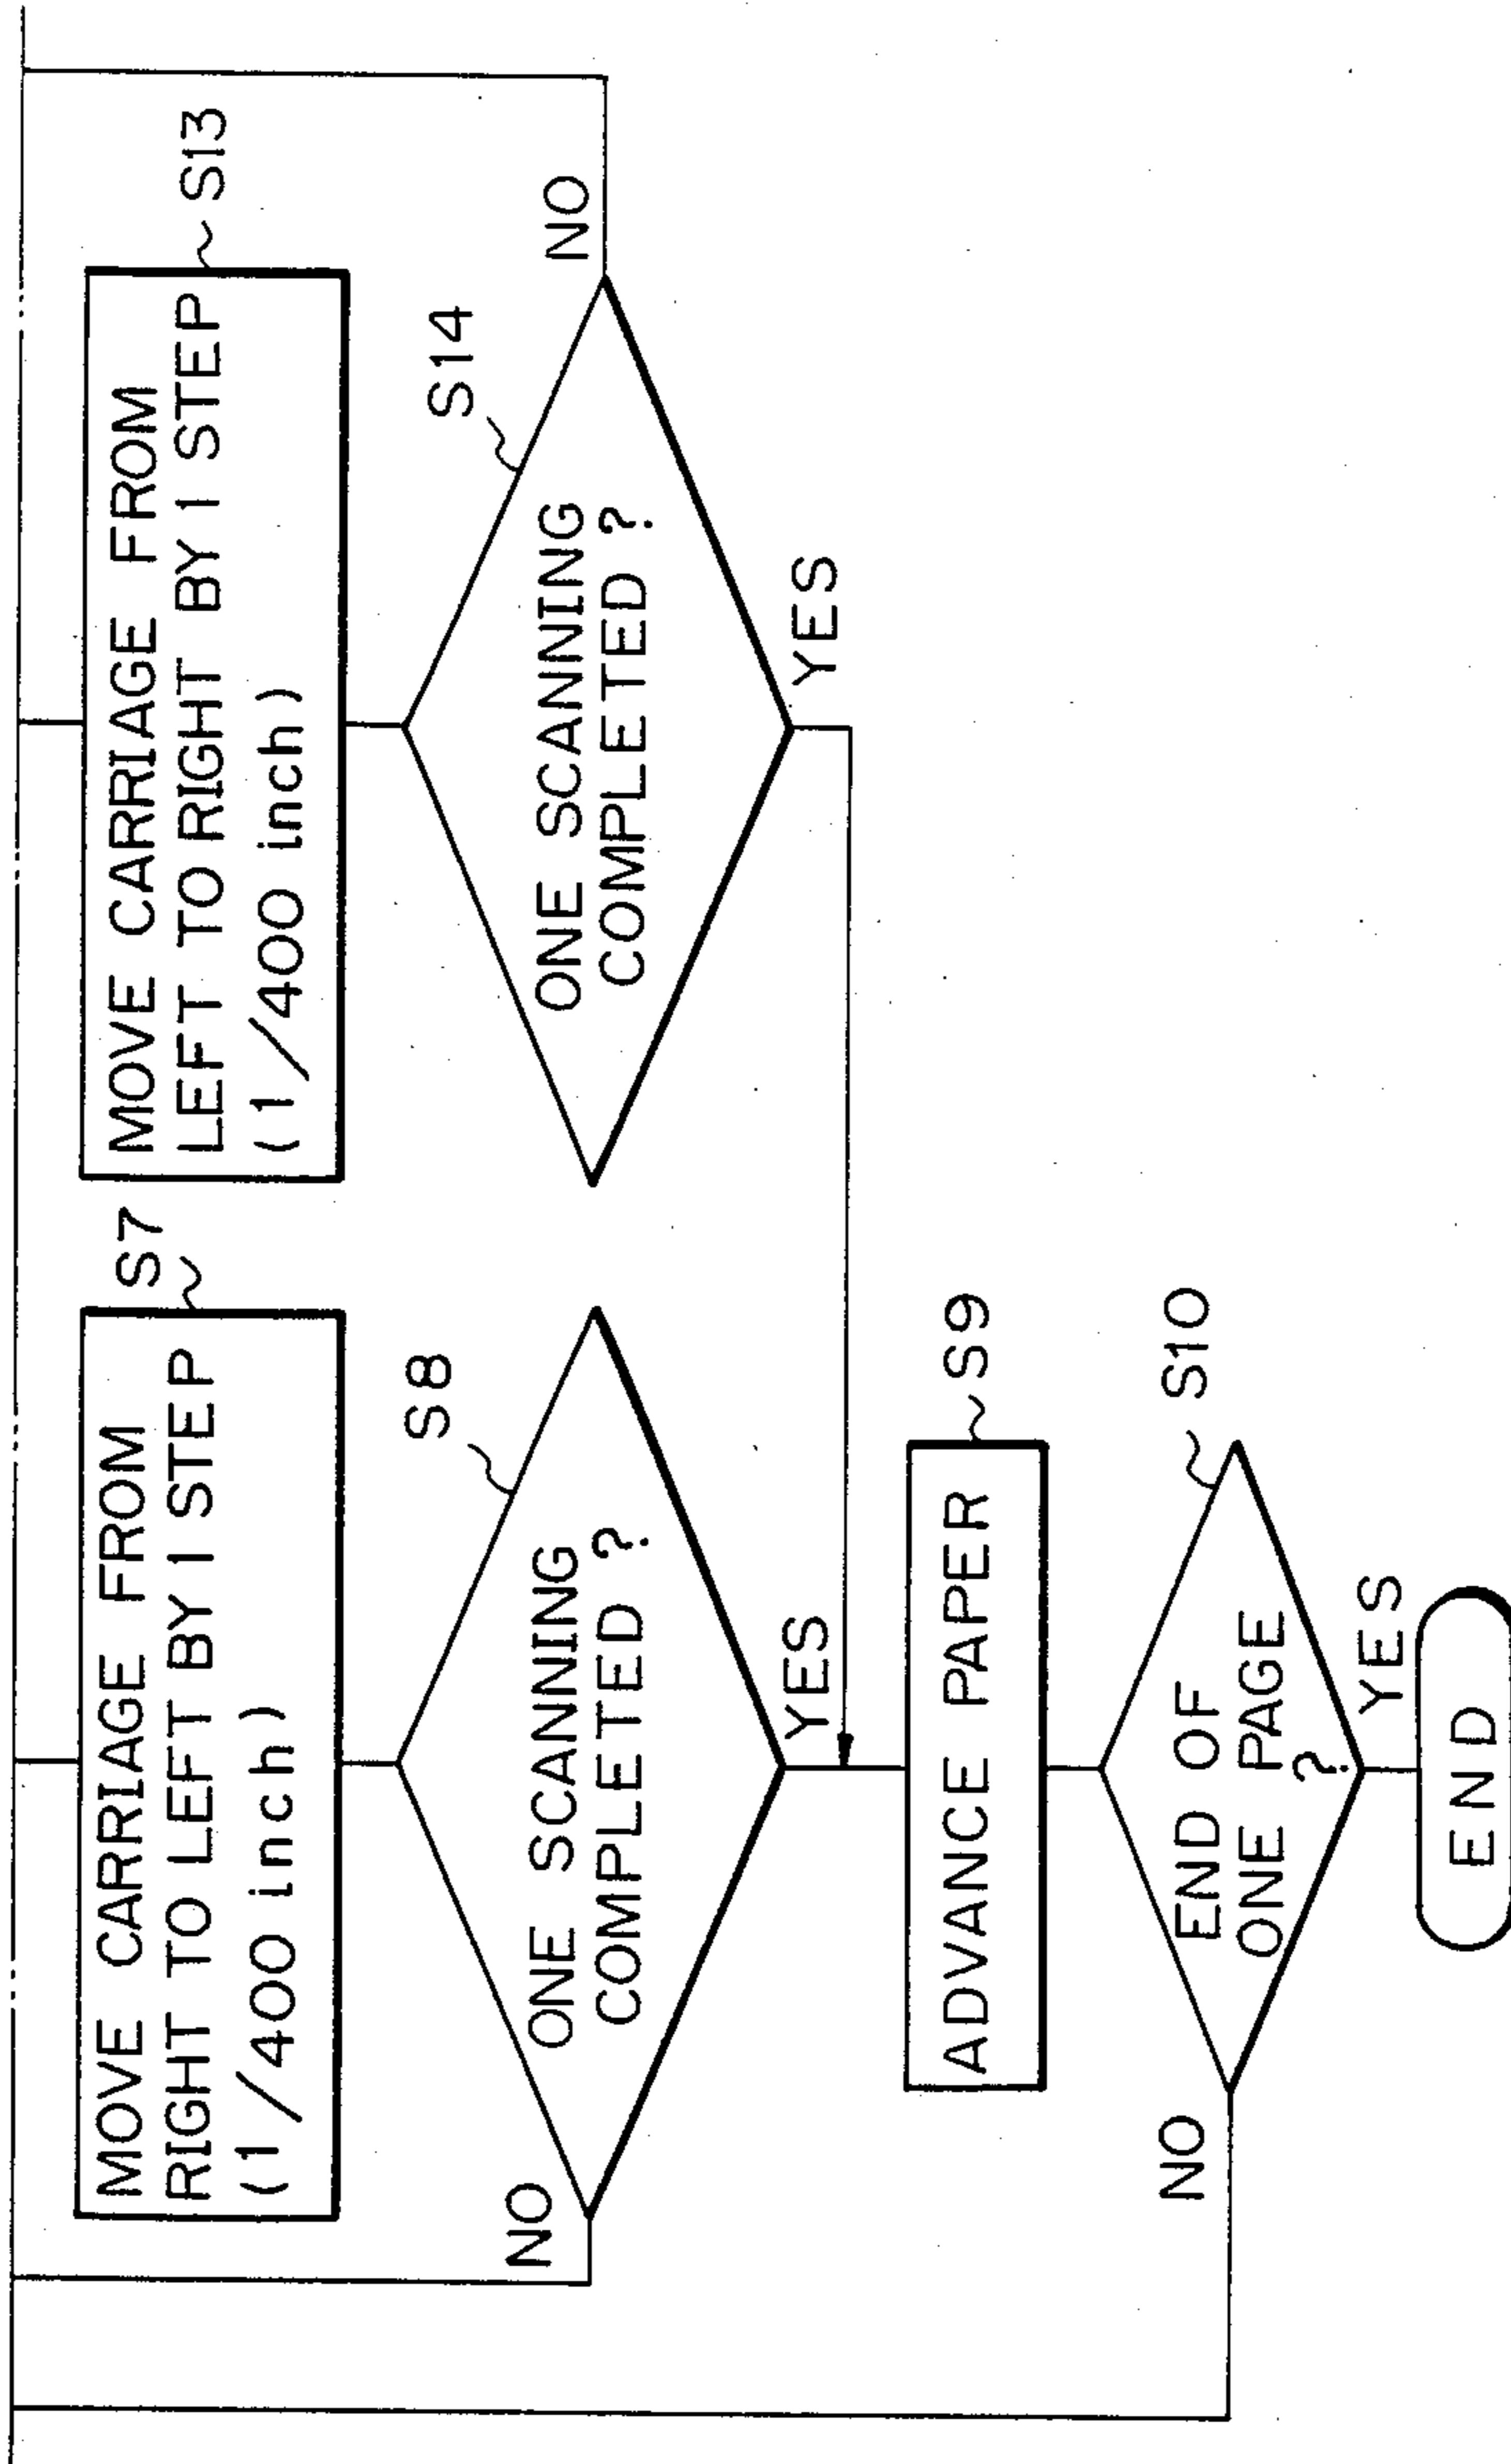 MOVE CARRIAGE FROM
RIGHT TO LEFT BY 1 STEP
(1/400 inch)
S7
MOVE CARRIAGE FROM
LEFT TO RIGHT BY 1 STEP
(1/400 inch)
S13
NO
ONE SCANNING
COMPLETED ?
S8
YES
ONE SCANNING
COMPLETED ?
S14
NO
YES
ADVANCE PAPER
S9
NO
END OF
ONE PAGE
?
S10
YES
END